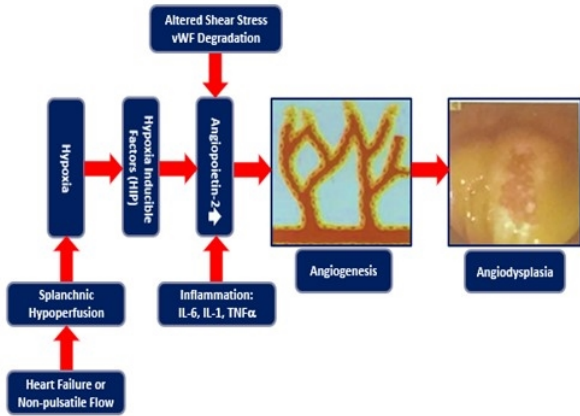 Altered Shear Stress
vWF Degradation
Hypoxia
Hypoxia Inducible
Factors (HIP)
Angiopoietin-2
Angiogenesis
Angiodysplasia
Splanchnic
Hypoperfusion
Inflammation:
IL-6, IL-1, TNFα
Heart Failure or
Non-pulsatile Flow